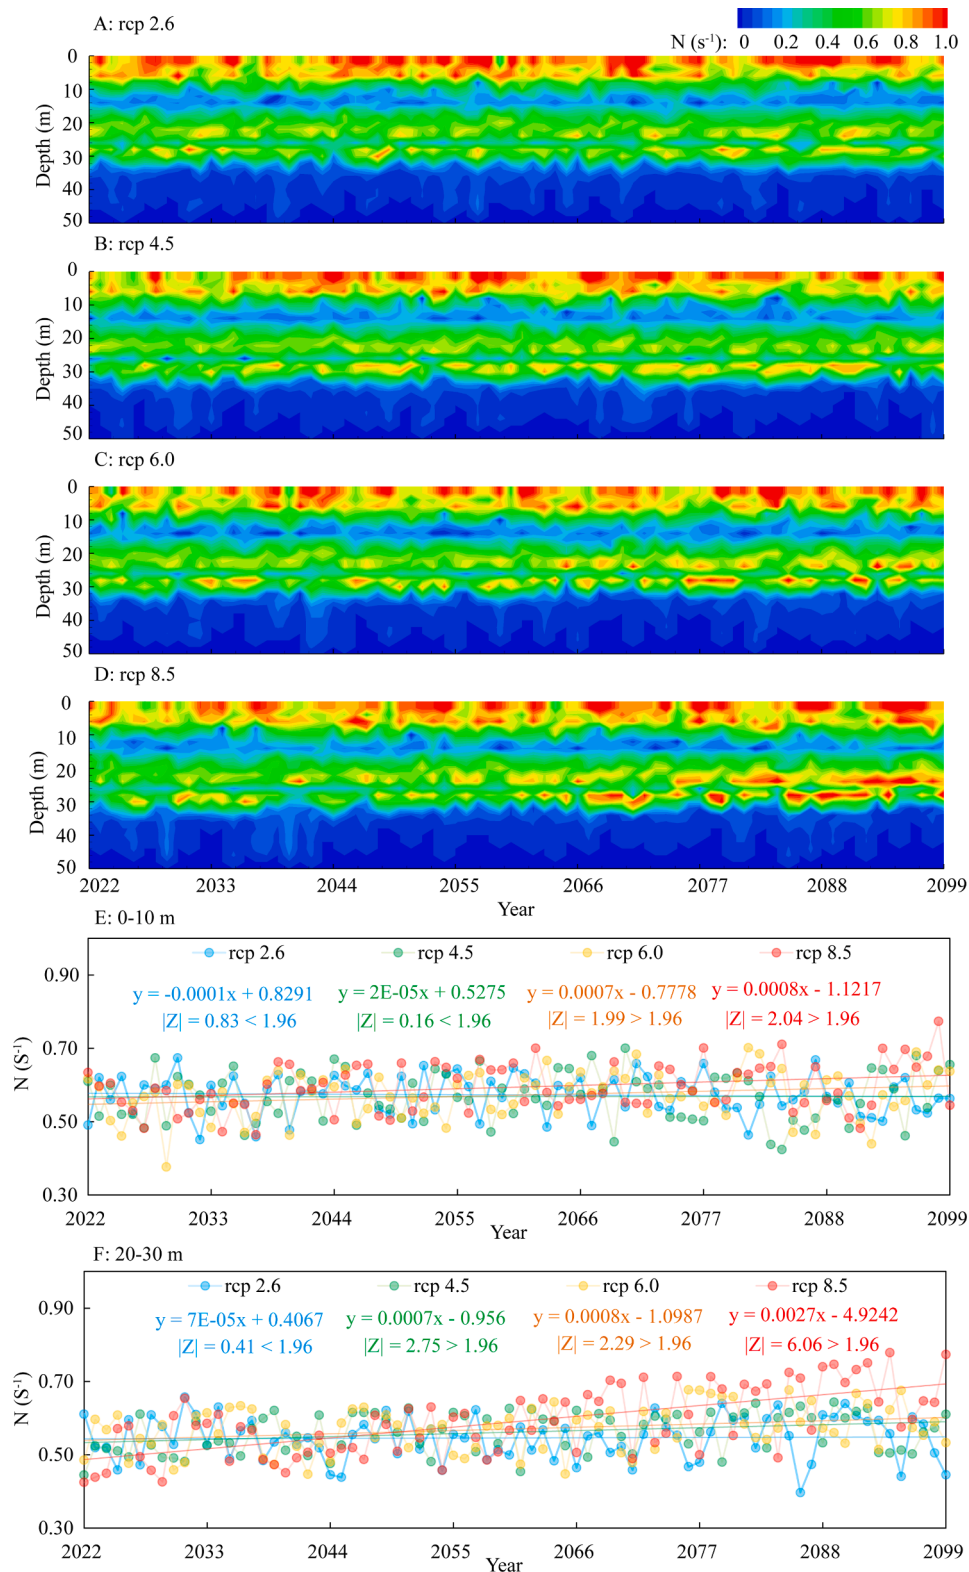 A: rcp 2.6
N (s-1): 0 0.2 0.4 0.6 0.8 1.0
0
10
20
30
40
50
Depth (m)
B: rcp 4.5
0
10
20
30
40
50
Depth (m)
C: rcp 6.0
0
10
20
30
40
50
Depth (m)
D: rcp 8.5
0
10
20
30
40
50
Depth (m)
2022 2033 2044 2055 2066 2077 2088 2099
Year
E: 0-10 m
rcp 2.6 rcp 4.5 rcp 6.0 rcp 8.5
y = -0.0001x + 0.8291 y = 2E-05x + 0.5275 y = 0.0007x - 0.7778 y = 0.0008x - 1.1217
|Z| = 0.83 < 1.96 |Z| = 0.16 < 1.96 |Z| = 1.99 > 1.96 |Z| = 2.04 > 1.96
0.90
0.70
0.50
0.30
N (S-1)
2022 2033 2044 2055 2066 2077 2088 2099
Year
F: 20-30 m
rcp 2.6 rcp 4.5 rcp 6.0 rcp 8.5
y = 7E-05x + 0.4067 y = 0.0007x - 0.956 y = 0.0008x - 1.0987 y = 0.0027x - 4.9242
|Z| = 0.41 < 1.96 |Z| = 2.75 > 1.96 |Z| = 2.29 > 1.96 |Z| = 6.06 > 1.96
0.90
0.70
0.50
0.30
N (S-1)
2022 2033 2044 2055 2066 2077 2088 2099
Year